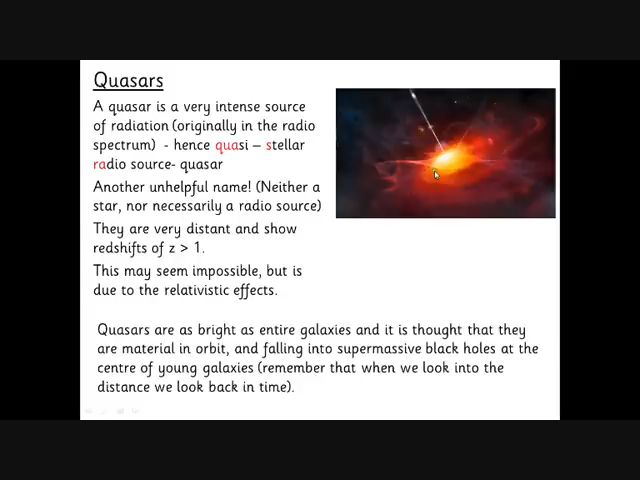 Quasars
A quasar is a very intense source
of radiation (originally in the radio
spectrum) - hence quasi – stellar
radio source- quasar
Another unhelpful name! (Neither a
star, nor necessarily a radio source)
They are very distant and show
redshifts of z > 1.
This may seem impossible, but is
due to the relativistic effects.
Quasars are as bright as entire galaxies and it is thought that they
are material in orbit, and falling into supermassive black holes at the
centre of young galaxies (remember that when we look into the
distance we look back in time).